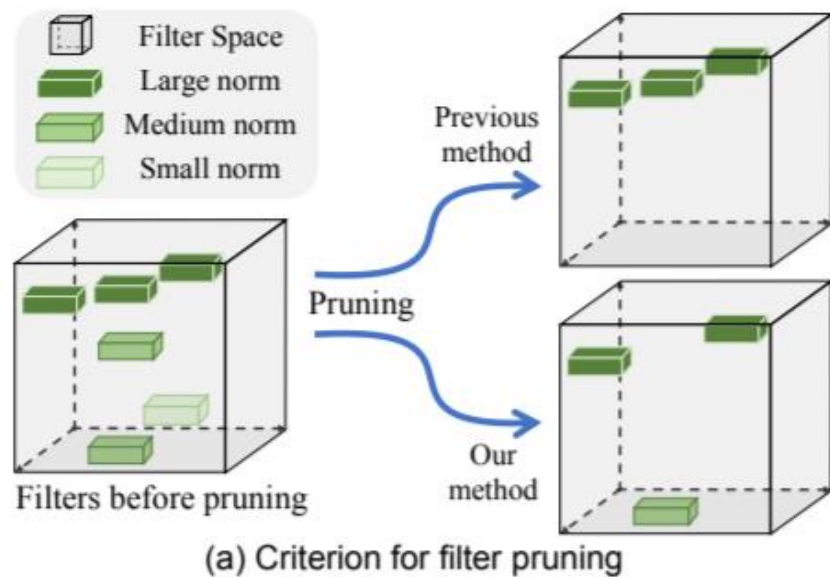 Filter Space
Large norm
Medium norm
Small norm
Previous
method
Pruning
Our
method
Filters before pruning
(a) Criterion for filter pruning